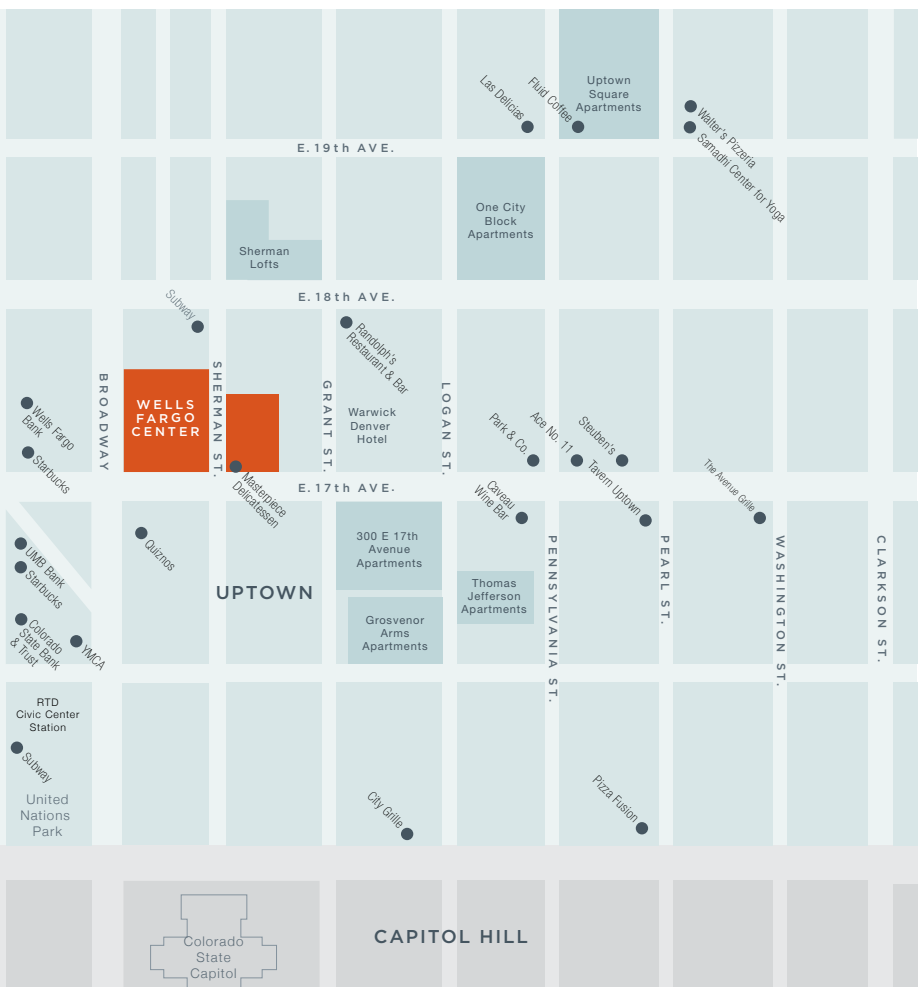 Uptown
Square
Apartments
Las Delicias
Fluid Coffee
Walter's Pizzeria
Samadhi Center for Yoga
E. 19th AVE.
One City
Block
Apartments
Sherman
Lofts
E. 18th AVE.
Subway
Randolph's
Restaurant & Bar
BROADWAY
SHERMAN ST.
GRANT ST.
LOGAN ST.
WELLS
FARGO
CENTER
Warwick
Denver
Hotel
Wells Fargo
Bank
Starbucks
Park & Co.
Ace No. 11
Steuben's
Tavern Uptown
The Avenue Grille
Masterpiece
Delicatessen
E. 17th AVE.
Caveau
Wine Bar
Quiznos
UMB Bank
Starbucks
300 E 17th
Avenue
Apartments
PENNSYLVANIA ST.
PEARL ST.
WASHINGTON ST.
CLARKSON ST.
UPTOWN
Thomas
Jefferson
Apartments
Grosvenor
Arms
Apartments
Colorado
State Bank
& Trust
YMCA
RTD
Civic Center
Station
Subway
United
Nations
Park
City Grille
Pizza Fusion
CAPITOL HILL
Colorado
State
Capitol